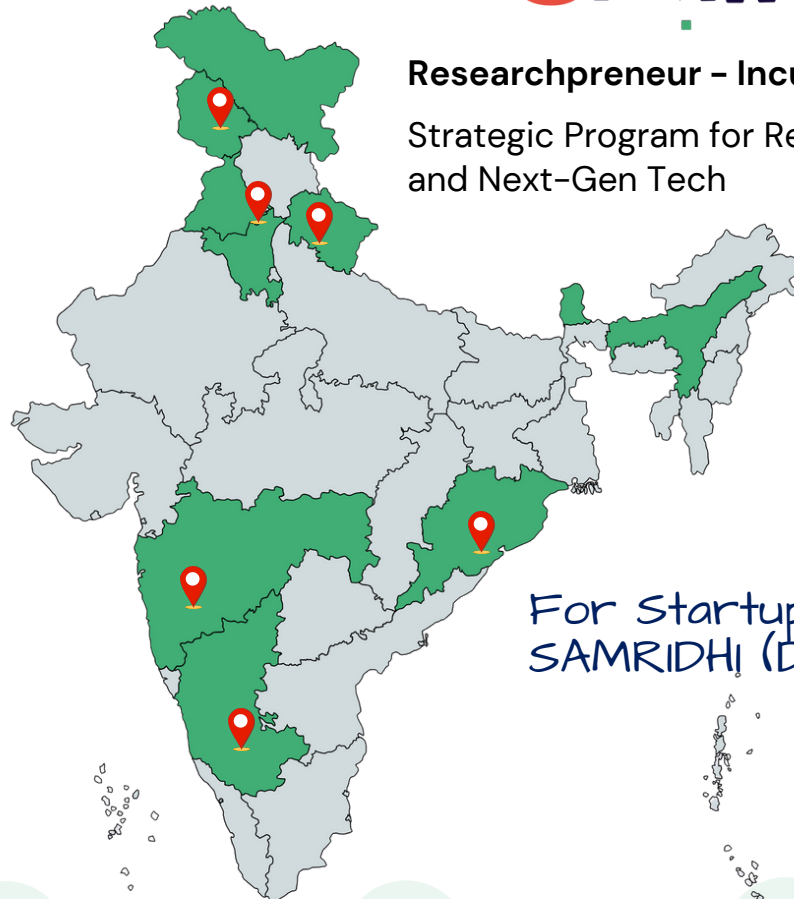 Researchpreneur – Incu
Strategic Program for Re
and Next-Gen Tech
For Startup
SAMRIDHI (D